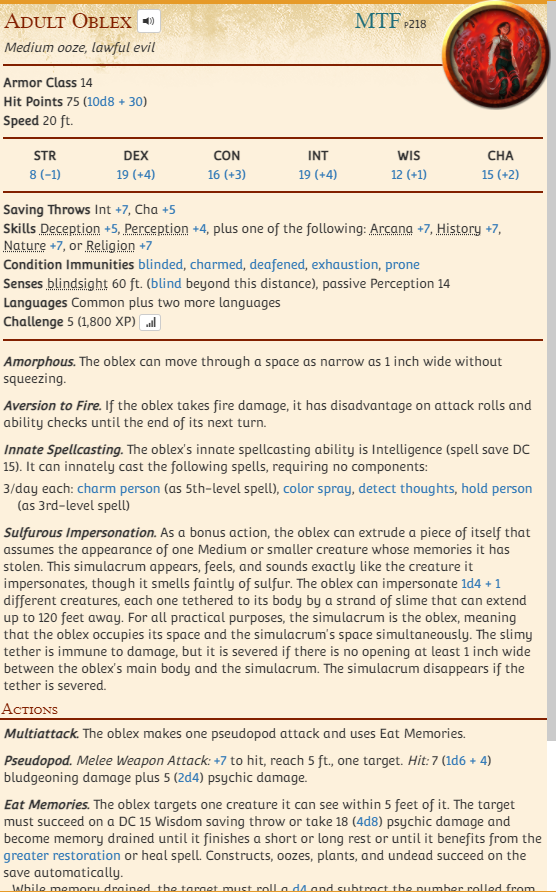 Adult Oblex
MTF P218
Medium ooze, lawful evil
Armor Class 14
Hit Points 75 (10d8 + 30)
Speed 20 ft.
STR DEX CON INT WIS CHA
8 (−1) 19 (+4) 16 (+3) 19 (+4) 12 (+1) 15 (+2)
Saving Throws Int +7, Cha +5
Skills Deception +5, Perception +4, plus one of the following: Arcana +7, History +7,
Nature +7, or Religion +7
Condition Immunities blinded, charmed, deafened, exhaustion, prone
Senses blindsight 60 ft. (blind beyond this distance), passive Perception 14
Languages Common plus two more languages
Challenge 5 (1,800 XP)
Amorphous. The oblex can move through a space as narrow as 1 inch wide without
squeezing.
Aversion to Fire. If the oblex takes fire damage, it has disadvantage on attack rolls and
ability checks until the end of its next turn.
Innate Spellcasting. The oblex's innate spellcasting ability is Intelligence (spell save DC
15). It can innately cast the following spells, requiring no components:
3/day each: charm person (as 5th-level spell), color spray, detect thoughts, hold person
(as 3rd-level spell)
Sulfurous Impersonation. As a bonus action, the oblex can extrude a piece of itself that
assumes the appearance of one Medium or smaller creature whose memories it has
stolen. This simulacrum appears, feels, and sounds exactly like the creature it
impersonates, though it smells faintly of sulfur. The oblex can impersonate 1d4 + 1
different creatures, each one tethered to its body by a strand of slime that can extend
up to 120 feet away. For all practical purposes, the simulacrum is the oblex, meaning
that the oblex occupies its space and the simulacrum's space simultaneously. The slimy
tether is immune to damage, but it is severed if there is no opening at least 1 inch wide
between the oblex's main body and the simulacrum. The simulacrum disappears if the
tether is severed.
Actions
Multiattack. The oblex makes one pseudopod attack and uses Eat Memories.
Pseudopod. Melee Weapon Attack: +7 to hit, reach 5 ft., one target. Hit: 7 (1d6 + 4)
bludgeoning damage plus 5 (2d4) psychic damage.
Eat Memories. The oblex targets one creature it can see within 5 feet of it. The target
must succeed on a DC 15 Wisdom saving throw or take 18 (4d8) psychic damage and
become memory drained until it finishes a short or long rest or until it benefits from the
greater restoration or heal spell. Constructs, oozes, plants, and undead succeed on the
save automatically.
While memory drained, the target must roll a d4 and subtract the number rolled from